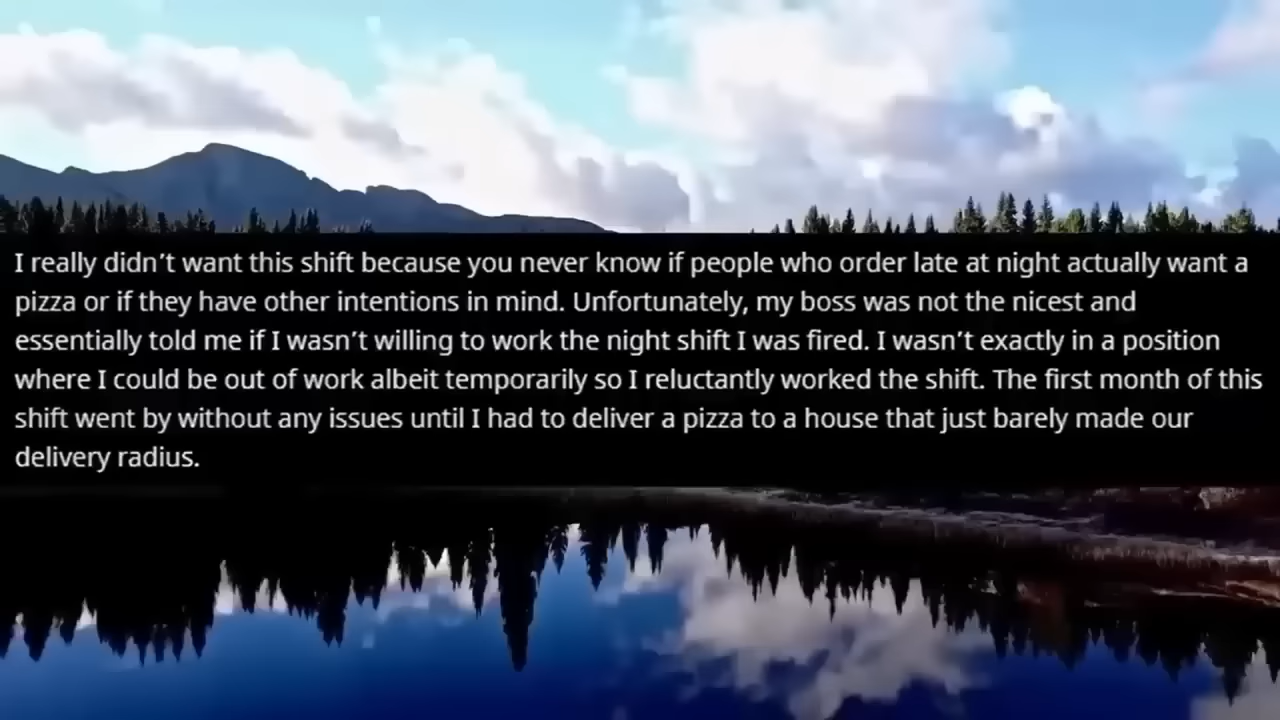 I really didn’t want this shift because you never know if people who order late at night actually want a
pizza or if they have other intentions in mind. Unfortunately, my boss was not the nicest and
essentially told me if I wasn’t willing to work the night shift I was fired. I wasn’t exactly in a position
where I could be out of work albeit temporarily so I reluctantly worked the shift. The first month of this
shift went by without any issues until I had to deliver a pizza to a house that just barely made our
delivery radius.